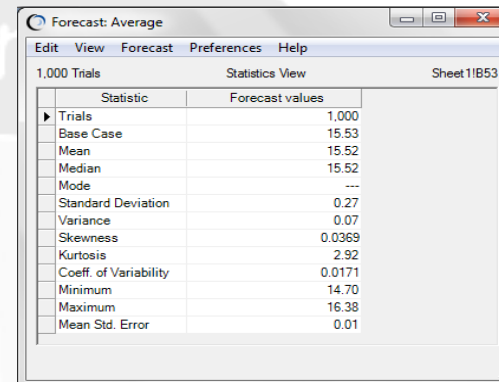 Forecast: Average
Edit View Forecast Preferences Help
1,000 Trials Statistics View Sheet1!B53
Statistic Forecast values
Trials 1,000
Base Case 15.53
Mean 15.52
Median 15.52
Mode ---
Standard Deviation 0.27
Variance 0.07
Skewness 0.0369
Kurtosis 2.92
Coeff. of Variability 0.0171
Minimum 14.70
Maximum 16.38
Mean Std. Error 0.01